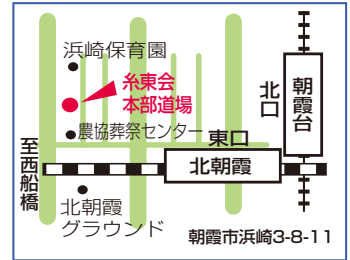 浜崎保育園
糸東会
本部道場
農協葬祭センター
東口
北口
朝霞台
北朝霞
至西船橋
北朝霞
グラウンド
朝霞市浜崎3-8-11